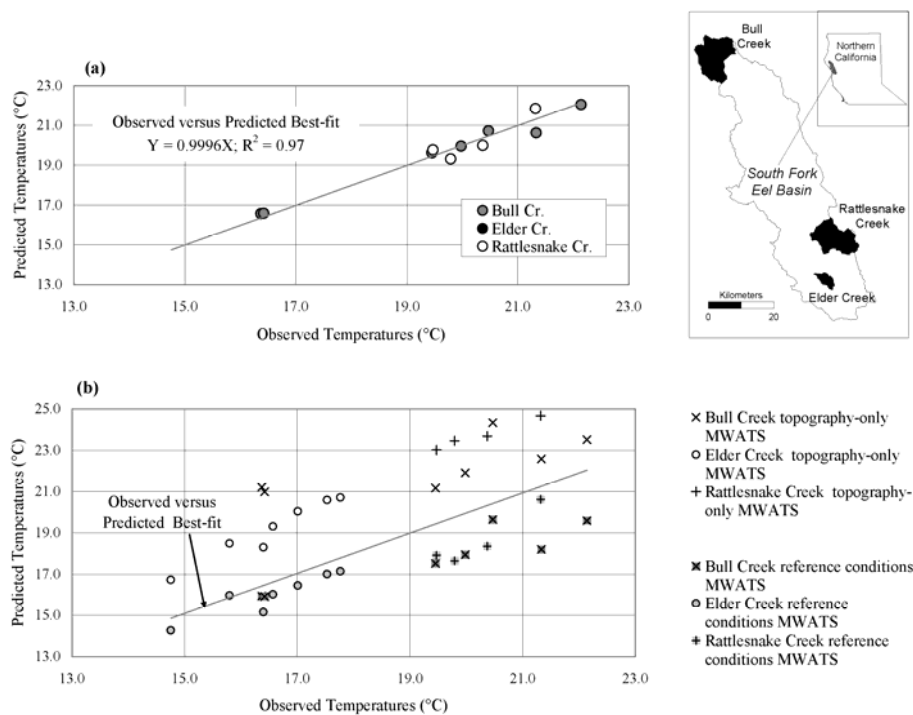 (a)
23.0
21.0
19.0
17.0
15.0
13.0
Predicted Temperatures (°C)
Observed versus Predicted Best-fit
Y = 0.9996X; R² = 0.97
Bull Cr.
Elder Cr.
Rattlesnake Cr.
13.0 15.0 17.0 19.0 21.0 23.0
Observed Temperatures (°C)
Bull
Creek
Northern
California
South Fork
Eel Basin
Rattlesnake
Creek
Elder Creek
Kilometers
0 20
(b)
25.0
23.0
21.0
19.0
17.0
15.0
13.0
Predicted Temperatures (°C)
Observed versus
Predicted Best-fit
13.0 15.0 17.0 19.0 21.0 23.0
Observed Temperatures (°C)
Bull Creek topography-only
MWATS
Elder Creek topography-only
MWATS
Rattlesnake Creek topography-
only MWATS
Bull Creek reference conditions
MWATS
Elder Creek reference
conditions MWATS
Rattlesnake Creek reference
conditions MWATS